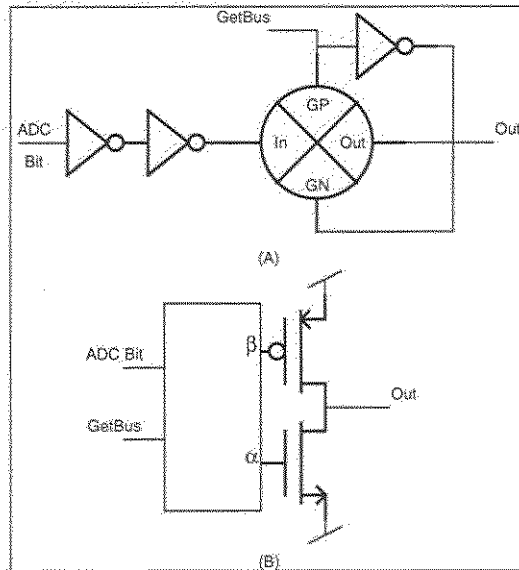 GetBus
GP
ADC
Bit
In
Out
Out
GN
(A)
β
ADC Bit
Out
GetBus
α
(B)